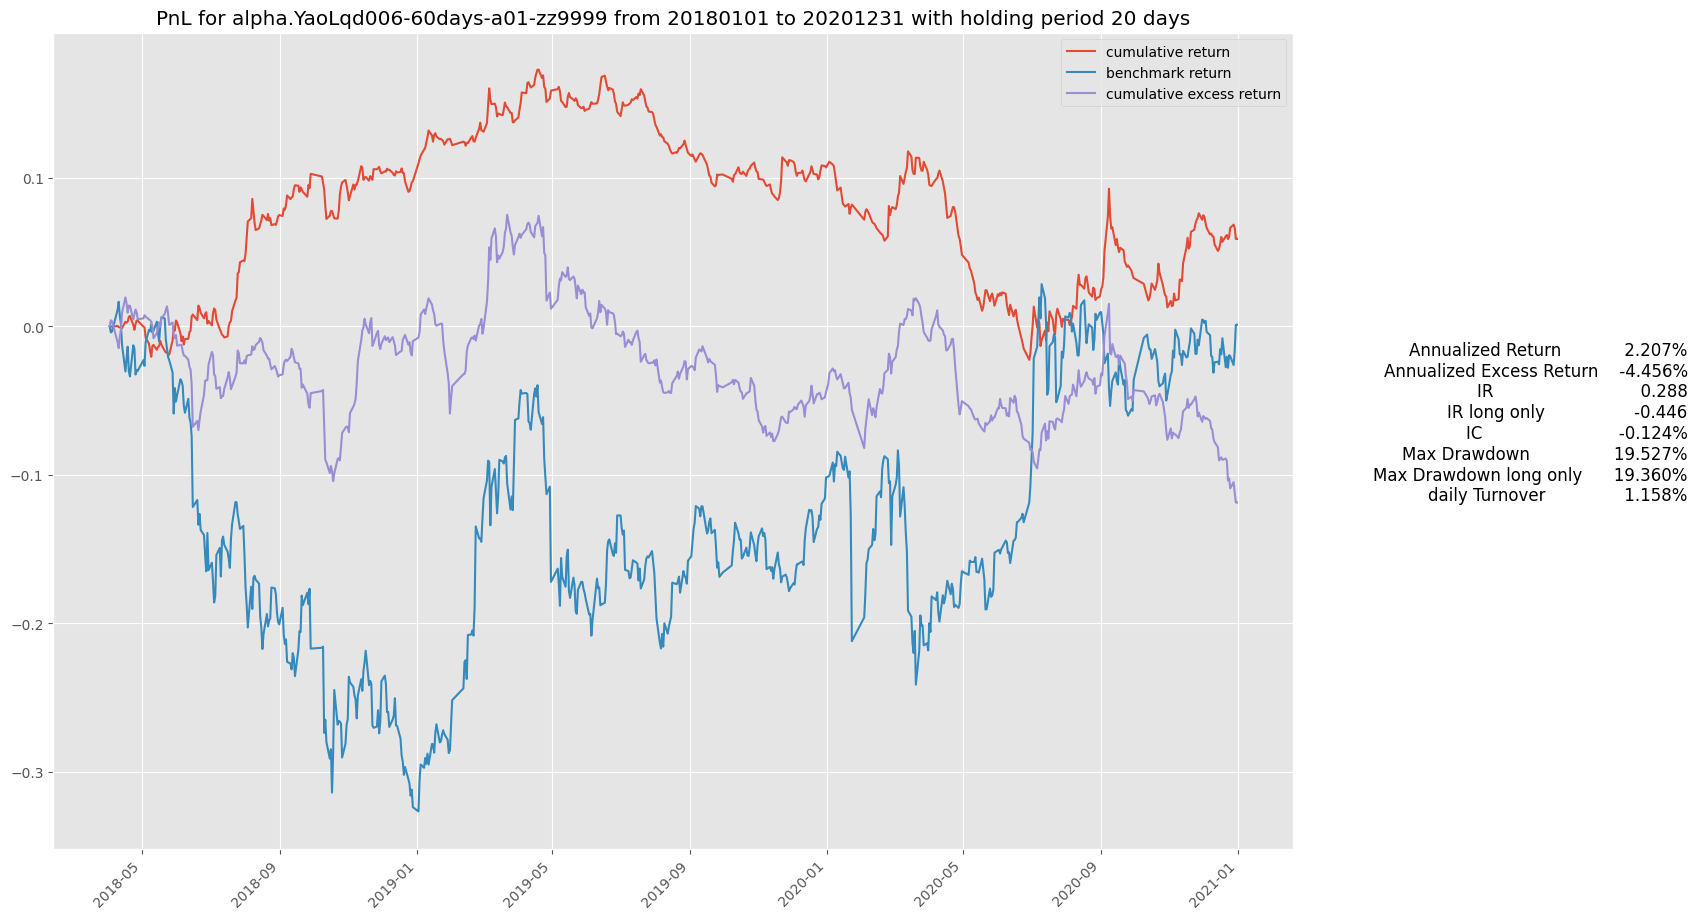 PnL for alpha.YaoLqd006-60days-a01-zz9999 from 20180101 to 20201231 with holding period 20 days
cumulative return
benchmark return
cumulative excess return
0.1
0.0
−0.1
−0.2
−0.3
2018-05
2018-09
2019-01
2019-05
2019-09
2020-01
2020-05
2020-09
2021-01
Annualized Return 2.207%
Annualized Excess Return -4.456%
IR 0.288
IR long only -0.446
IC -0.124%
Max Drawdown 19.527%
Max Drawdown long only 19.360%
daily Turnover 1.158%